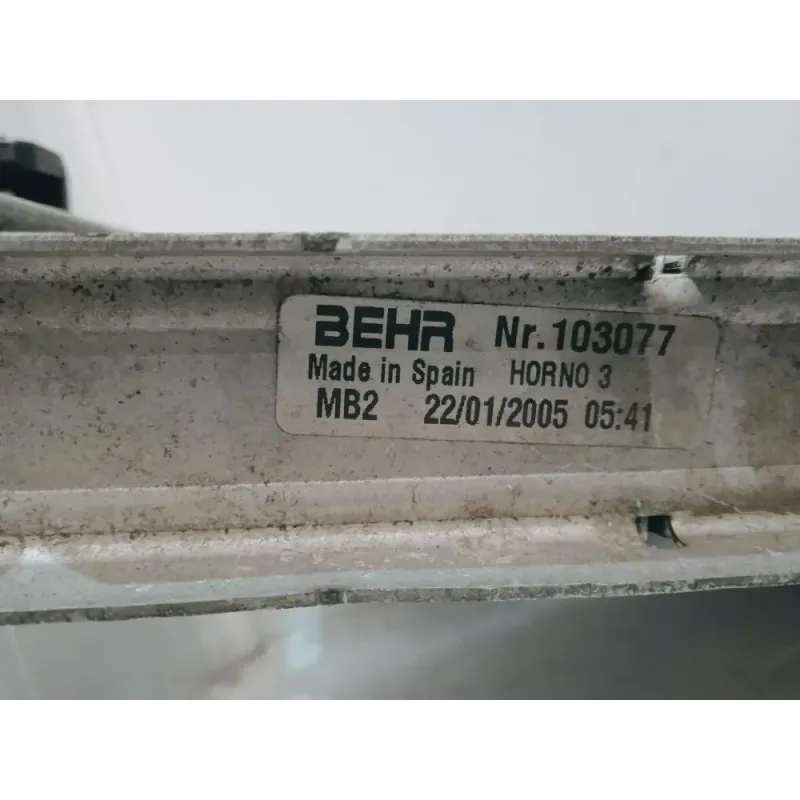 BEHR Nr.103077
Made in Spain HORNO 3
MB2 22/01/2005 05:41